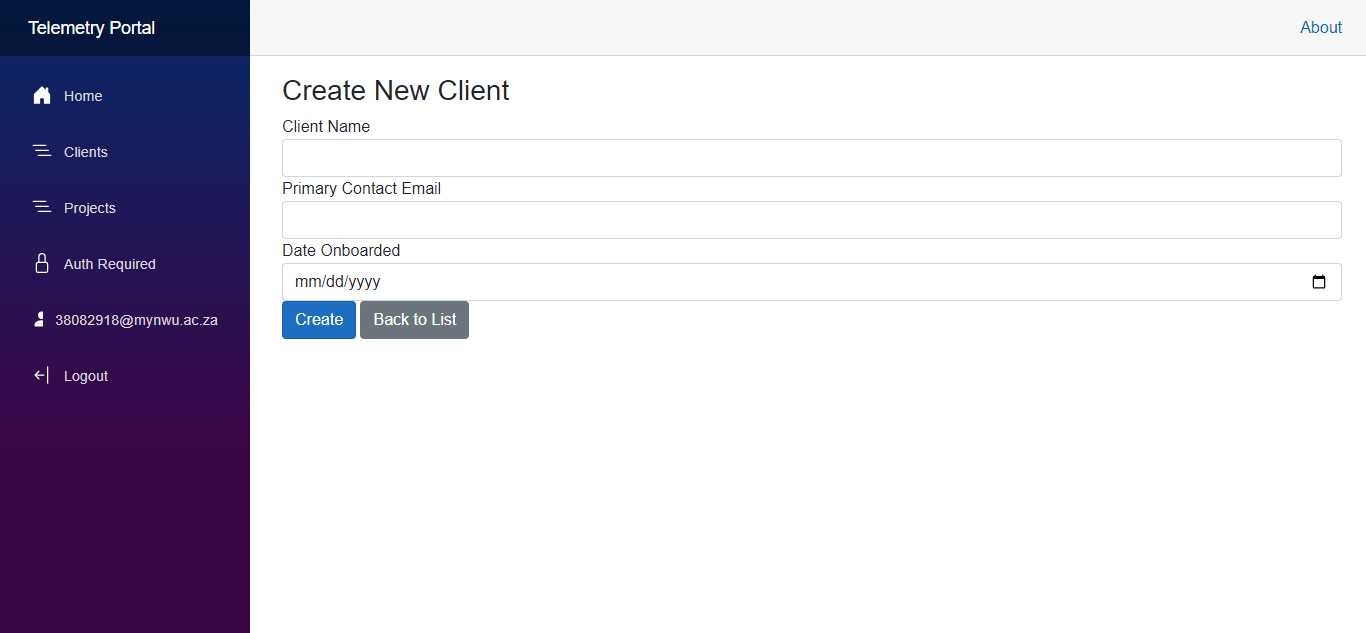 Telemetry Portal
About
Home
Clients
Projects
Auth Required
38082918@mynwu.ac.za
Logout
Create New Client
Client Name
Primary Contact Email
Date Onboarded
mm/dd/yyyy
Create
Back to List